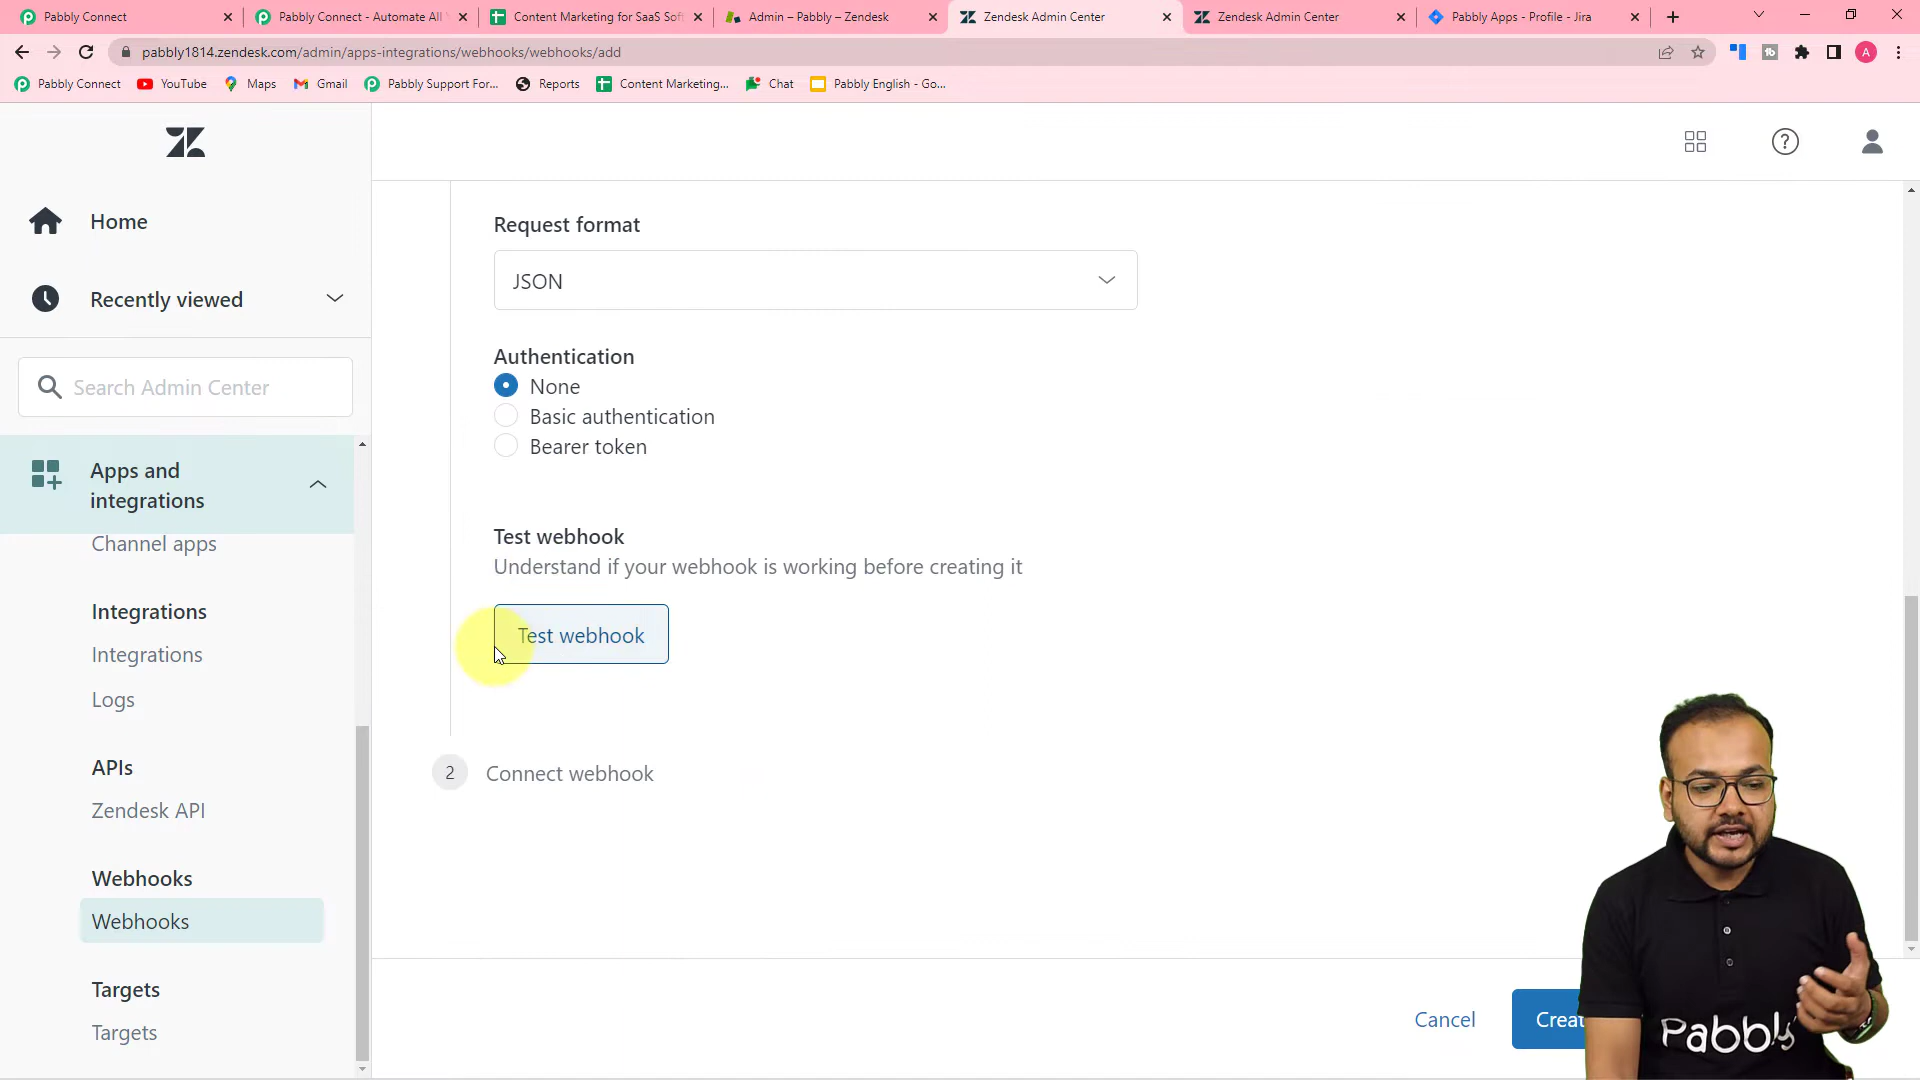 Pabbly Connect
Pabbly Connect - Automate All
Content Marketing for SaaS Sof
Admin – Pabbly – Zendesk
Zendesk Admin Center
Zendesk Admin Center
Pabbly Apps - Profile - Jira
pabbly1814.zendesk.com/admin/apps-integrations/webhooks/webhooks/add
A
Pabbly Connect
YouTube
Maps
Gmail
Pabbly Support For...
Reports
Content Marketing...
Chat
Pabbly English - Go...
Home
Recently viewed
Search Admin Center
Apps and
integrations
Channel apps
Integrations
Integrations
Logs
APIs
Zendesk API
Webhooks
Webhooks
Targets
Targets
Request format
JSON
Authentication
None
Basic authentication
Bearer token
Test webhook
Understand if your webhook is working before creating it
Test webhook
2 Connect webhook
Cancel
Creat
Pabbly